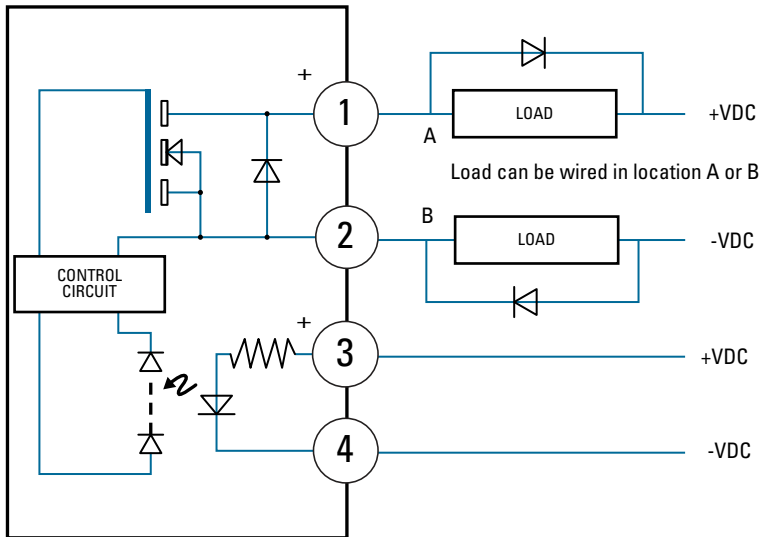 +
1
A
LOAD
+VDC
Load can be wired in location A or B
2
B
LOAD
-VDC
CONTROL
CIRCUIT
+
3
+VDC
4
-VDC